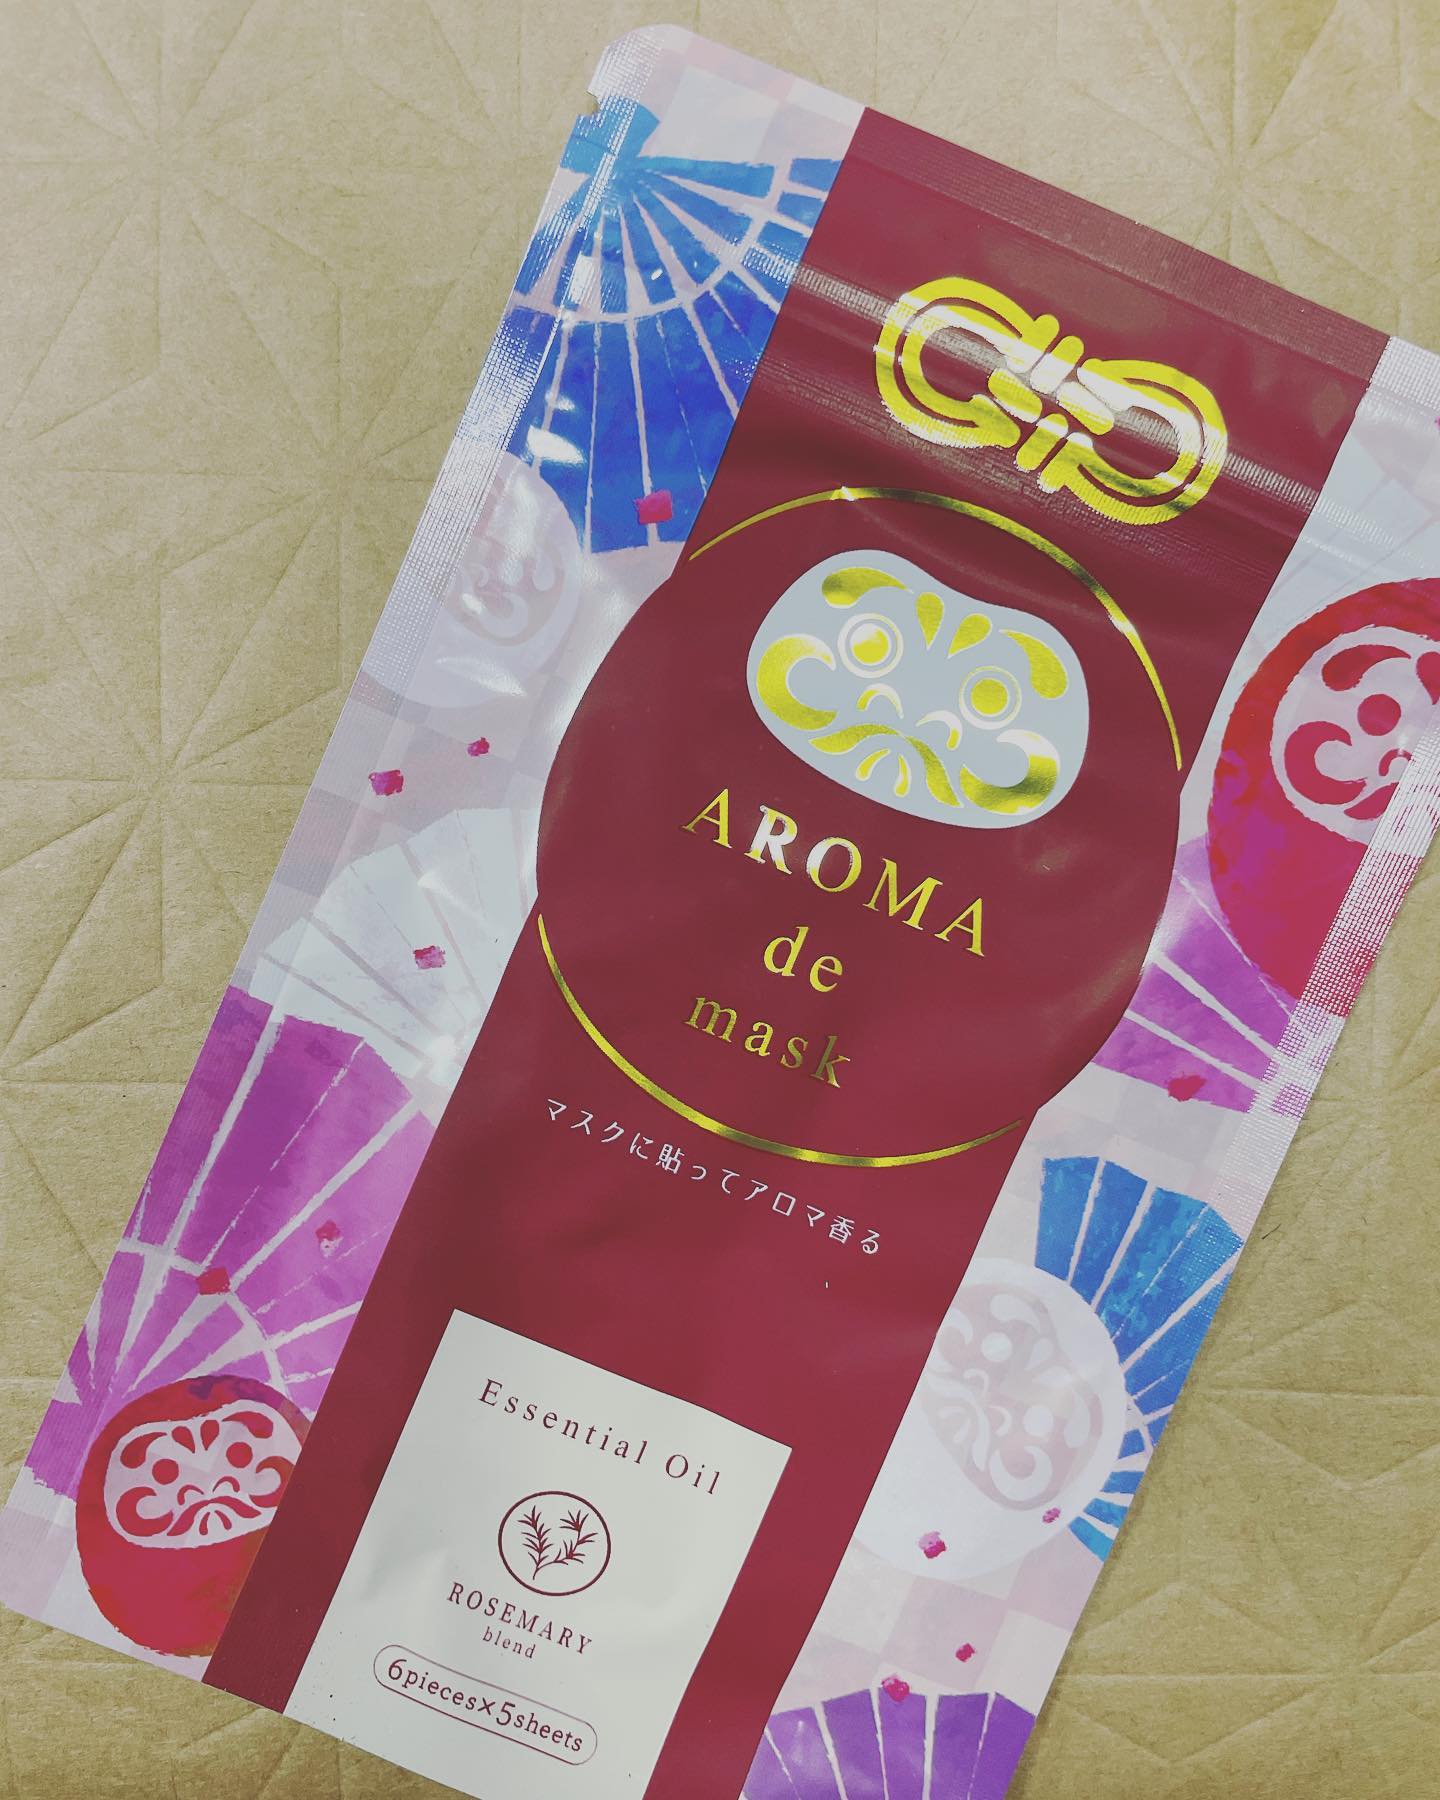 AROMA
de
mask
マスクに貼ってアロマ香る
Essential Oil
ROSEMARY
blend
6pieces×5sheets